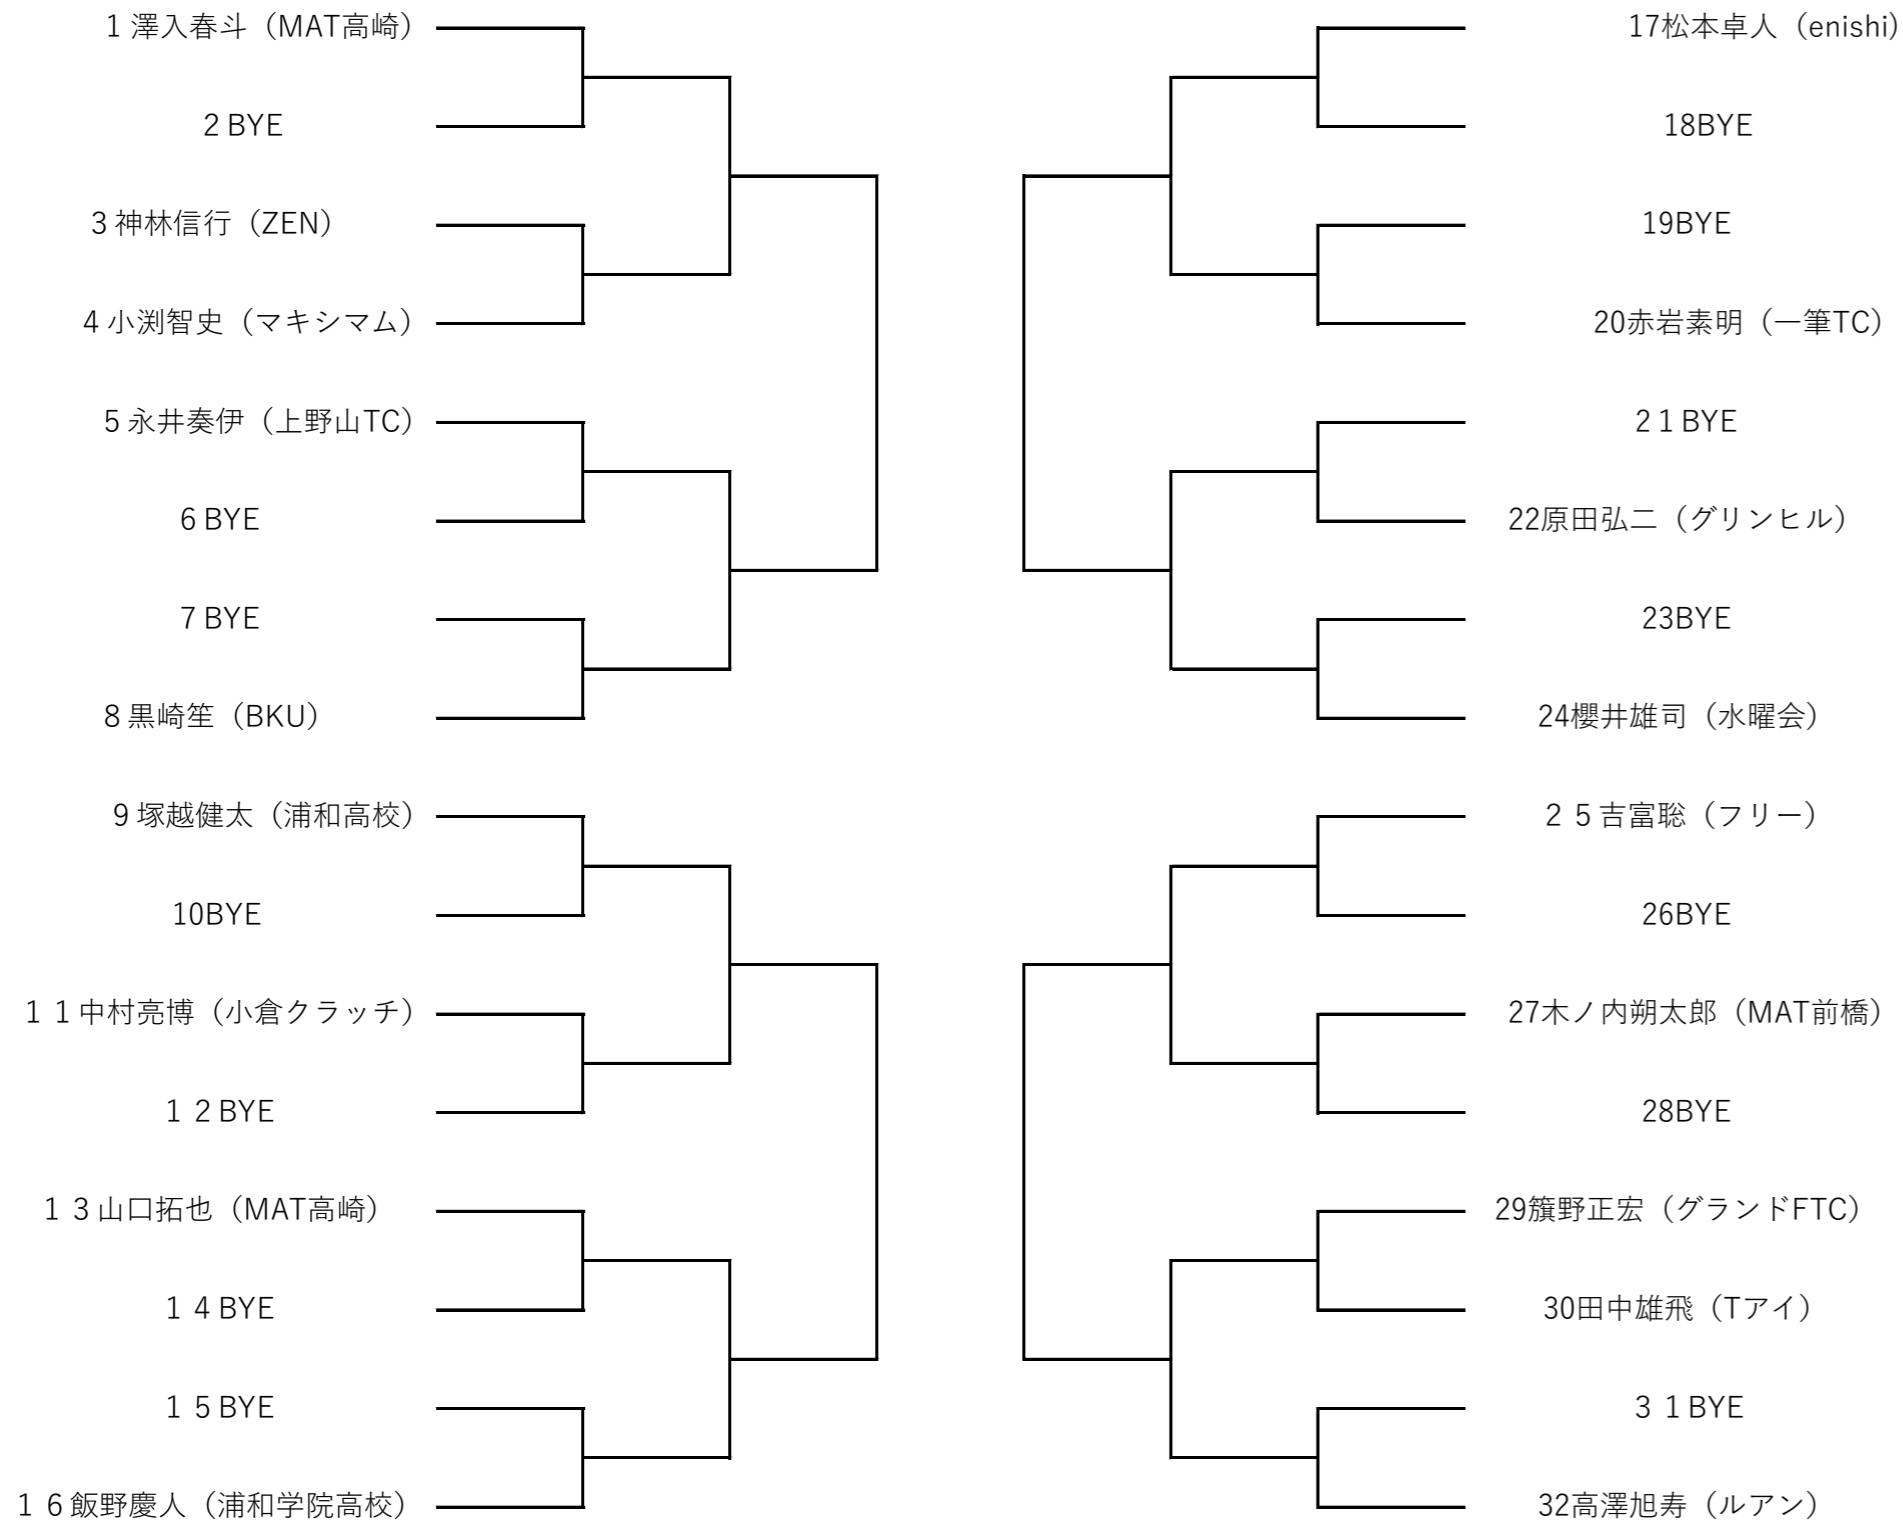 1 澤入春斗（MAT高崎）
2 BYE
3 神林信行（ZEN）
4 小渕智史（マキシマム）
5 永井奏伊（上野山TC）
6 BYE
7 BYE
8 黒崎笙（BKU）
9 塚越健太（浦和高校）
10BYE
１１中村亮博（小倉クラッチ）
１２BYE
１３山口拓也（MAT高崎）
１４BYE
１５BYE
１６飯野慶人（浦和学院高校）
17松本卓人（enishi)
18BYE
19BYE
20赤岩素明（一筆TC）
２１BYE
22原田弘二（グリンヒル）
23BYE
24櫻井雄司（水曜会）
２５吉富聡（フリー）
26BYE
27木ノ内朔太郎（MAT前橋）
28BYE
29籏野正宏（グランドFTC）
30田中雄飛（Tアイ）
３１BYE
32高澤旭寿（ルアン）